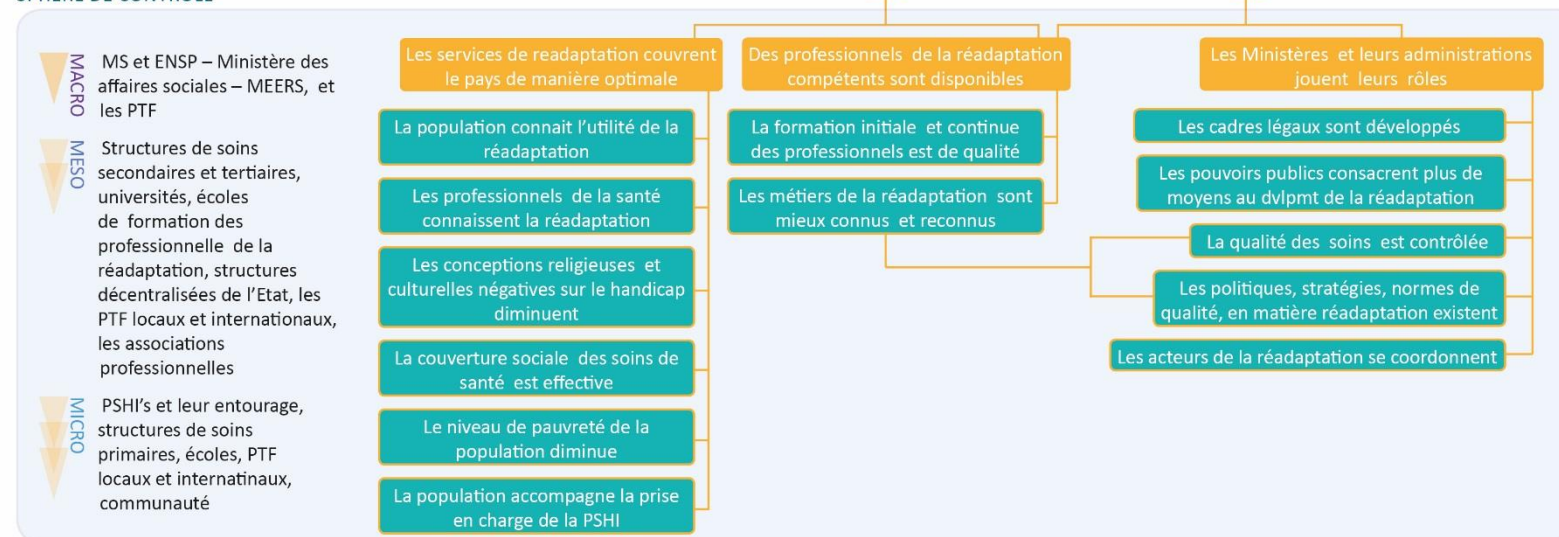 SPHÈRE DE CONTRÔLE
MACRO
MS et ENSP – Ministère des
affaires sociales – MEERS, et
les PTF
MESO
Structures de soins
secondaires et tertiaires,
universités, écoles
de formation des
professionnelle de la
réadaptation, structures
décentralisées de l'Etat, les
PTF locaux et internationaux,
les associations
professionnelles
MICRO
PSHI's et leur entourage,
structures de soins
primaires, écoles, PTF
locaux et internatinaux,
communauté
Les services de readaptation couvrent
le pays de manière optimale
La population connait l'utilité de la
réadaptation
Les professionnels de la santé
connaissent la réadaptation
Les conceptions religieuses et
culturelles négatives sur le handicap
diminuent
La couverture sociale des soins de
santé est effective
Le niveau de pauvreté de la
population diminue
La population accompagne la prise
en charge de la PSHI
Des professionnels de la réadaptation
compétents sont disponibles
La formation initiale et continue
des professionnels est de qualité
Les métiers de la réadaptation sont
mieux connus et reconnus
Les Ministères et leurs administrations
jouent leurs rôles
Les cadres légaux sont développés
Les pouvoirs publics consacrent plus de
moyens au dvlpmt de la réadaptation
La qualité des soins est contrôlée
Les politiques, stratégies, normes de
qualité, en matière réadaptation existent
Les acteurs de la réadaptation se coordonnent